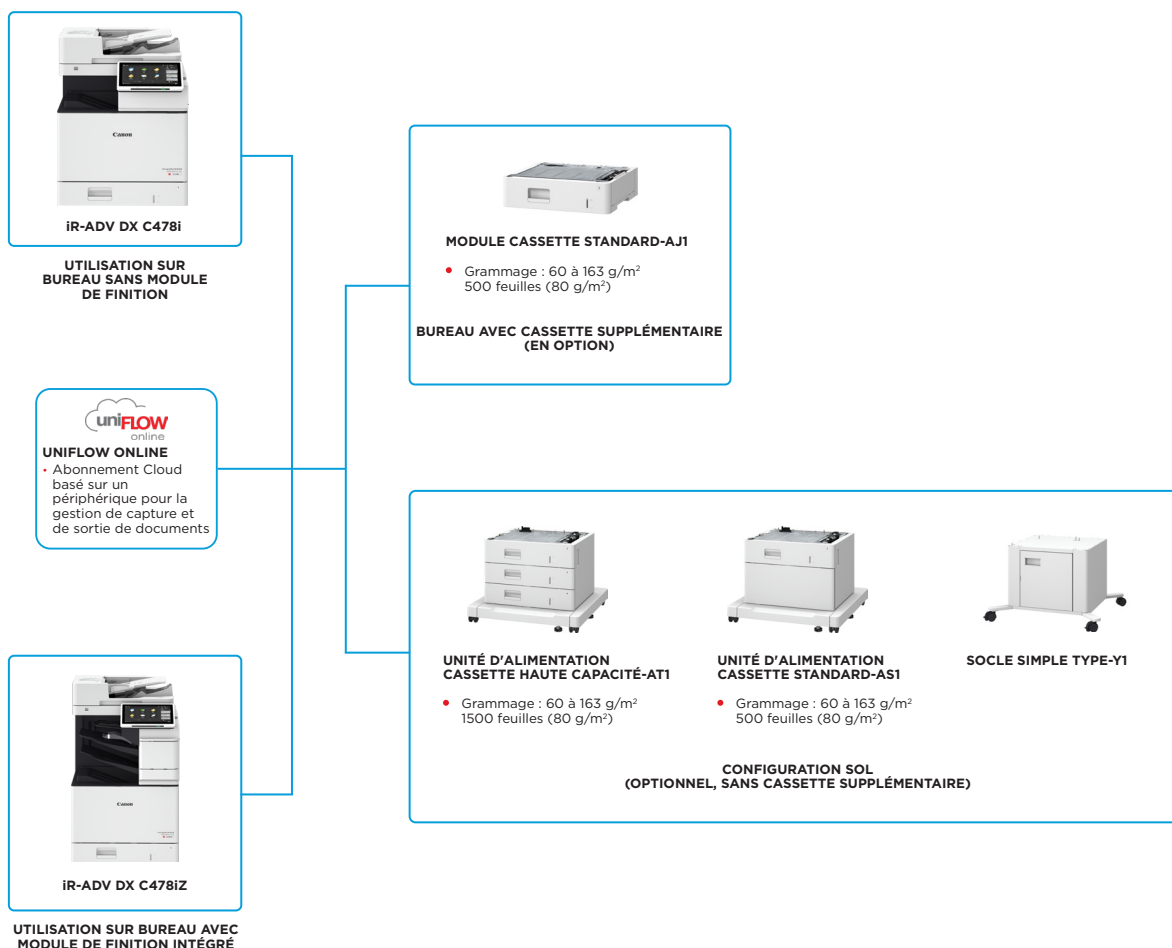 Canon
iR-ADV DX C478i
UTILISATION SUR
BUREAU SANS MODULE
DE FINITION
uniFLOW
online
UNIFLOW ONLINE
• Abonnement Cloud
basé sur un
périphérique pour la
gestion de capture et
de sortie de documents
Canon
iR-ADV DX C478iZ
UTILISATION SUR BUREAU AVEC
MODULE DE FINITION INTÉGRÉ
MODULE CASSETTE STANDARD-AJ1
• Grammage : 60 à 163 g/m²
500 feuilles (80 g/m²)
BUREAU AVEC CASSETTE SUPPLÉMENTAIRE
(EN OPTION)
UNITÉ D'ALIMENTATION
CASSETTE HAUTE CAPACITÉ-AT1
• Grammage : 60 à 163 g/m²
1500 feuilles (80 g/m²)
UNITÉ D'ALIMENTATION
CASSETTE STANDARD-AS1
• Grammage : 60 à 163 g/m²
500 feuilles (80 g/m²)
SOCLE SIMPLE TYPE-Y1
CONFIGURATION SOL
(OPTIONNEL, SANS CASSETTE SUPPLÉMENTAIRE)